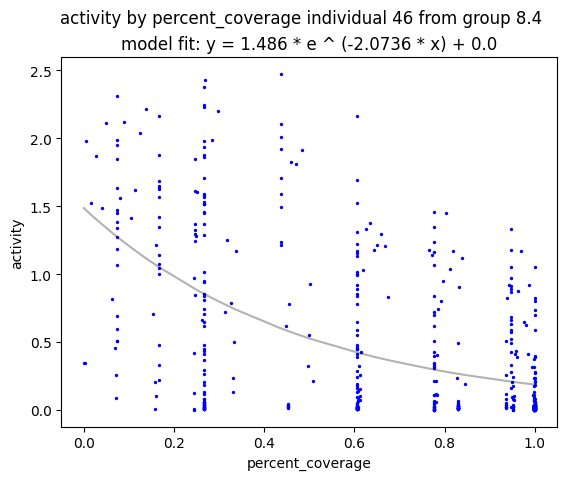 activity by percent_coverage individual 46 from group 8.4
model fit: y = 1.486 * e ^ (-2.0736 * x) + 0.0
2.5
2.0
1.5
1.0
0.5
0.0
activity
0.0 0.2 0.4 0.6 0.8 1.0
percent_coverage